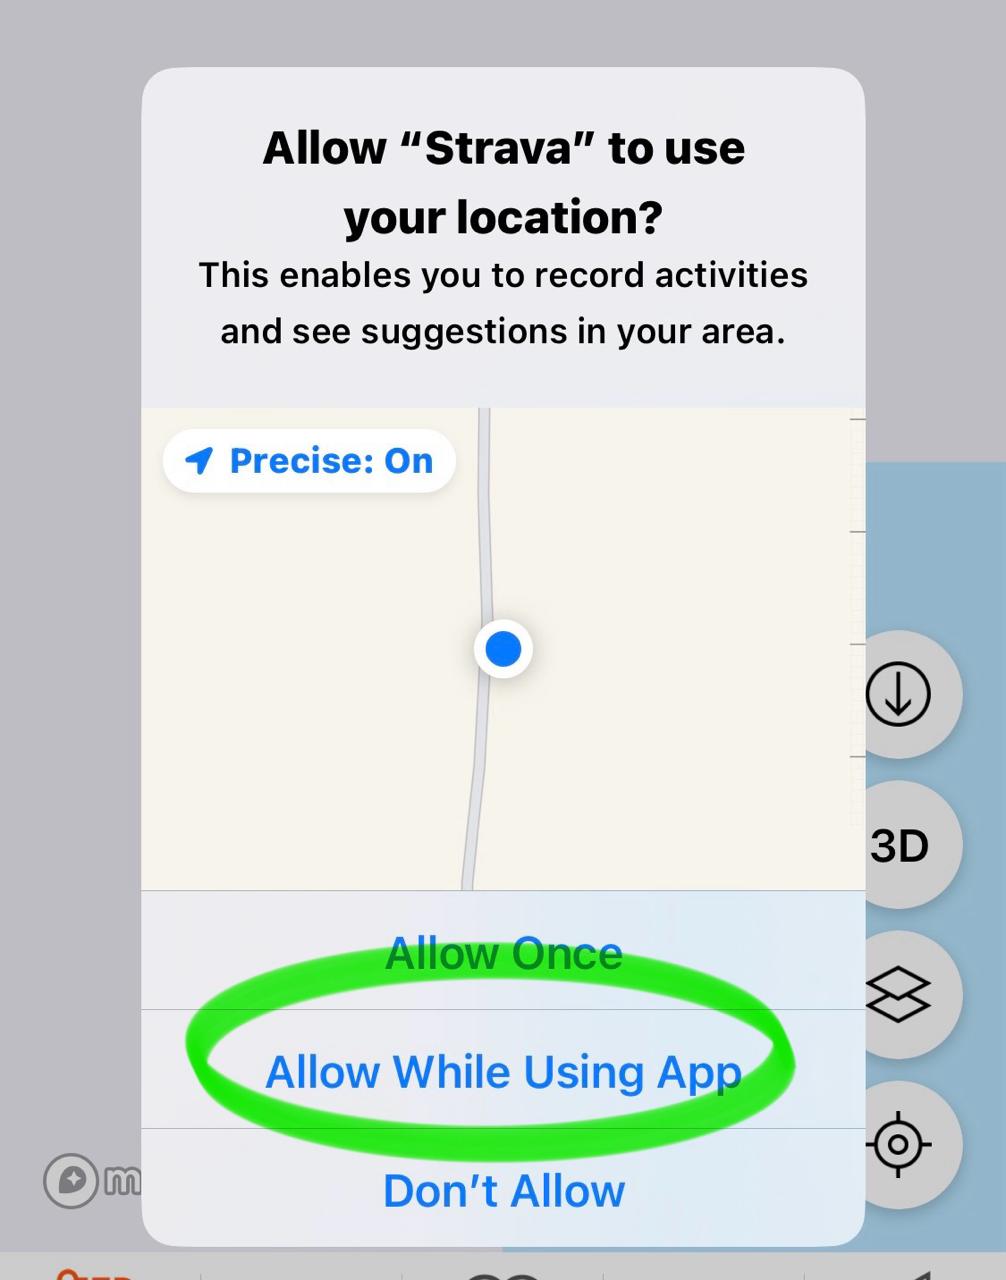 Allow “Strava” to use
your location?
This enables you to record activities
and see suggestions in your area.
Precise: On
3D
Allow Once
Allow While Using App
Don’t Allow